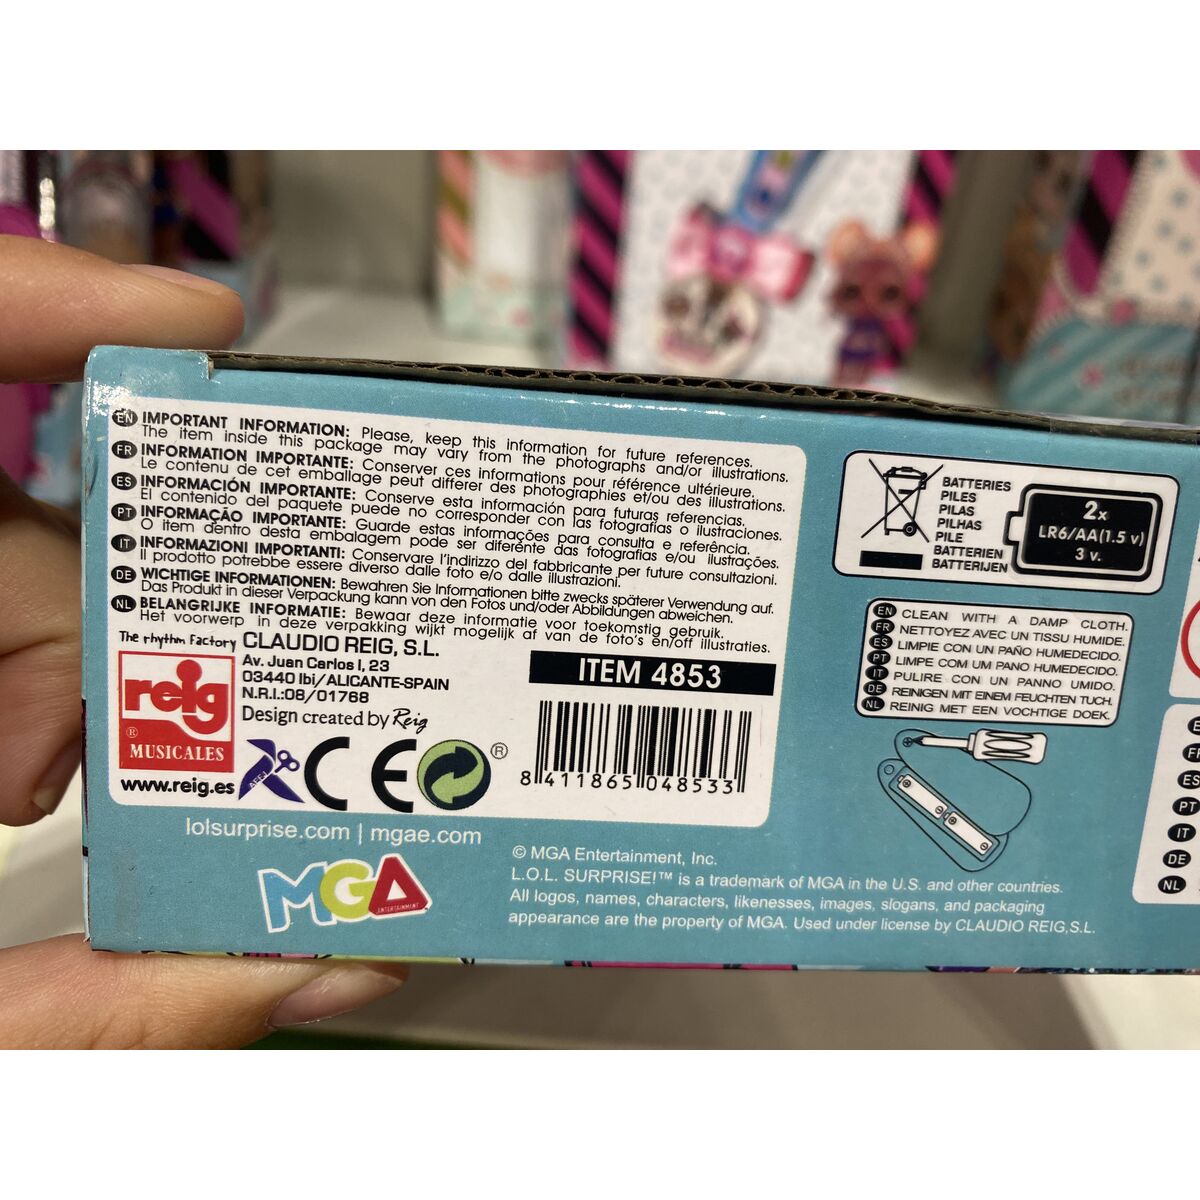 EN IMPORTANT INFORMATION: Please, keep this information for future references.
The item inside this package may vary from the photographs and/or illustrations.
FR INFORMATION IMPORTANTE: Conserver ces informations pour référence ultérieure.
Le contenu de cet emballage peut différer des photographies et/ou des illustrations.
ES INFORMACIÓN IMPORTANTE: Conserve esta información para futuras referencias.
El contenido del paquete puede no corresponder con las fotografías o ilustraciones.
PT INFORMAÇÃO IMPORTANTE: Guarde estas informações para consulta e referência.
O item dentro desta embalagem pode ser diferente das fotografias e/ou ilustrações.
IT INFORMAZIONI IMPORTANTI: Conservare l'indirizzo del fabbricante per future consultazioni.
Il prodotto potrebbe essere diverso dalle foto e/o dalle illustrazioni.
DE WICHTIGE INFORMATIONEN: Bewahren Sie Informationen bitte zwecks späterer Verwendung auf.
Das Produkt in dieser Verpackung kann von den Fotos und/oder Abbildungen abweichen.
NL BELANGRIJKE INFORMATIE: Bewaar deze informatie voor toekomstig gebruik.
Het voorwerp in deze verpakking wijkt mogelijk af van de foto's en/off illustraties.
The rhythm Factory
reig
®
MUSICALES
www.reig.es
CLAUDIO REIG, S.L.
Av. Juan Carlos I, 23
03440 Ibi/ALICANTE-SPAIN
N.R.I.:08/01768
Design created by Reig
AEFJ
CE
®
ITEM 4853
8 411865 048533
lolsurprise.com | mgae.com
MGA
ENTERTAINMENT
© MGA Entertainment, Inc.
L.O.L. SURPRISE!™ is a trademark of MGA in the U.S. and other countries.
All logos, names, characters, likenesses, images, slogans, and packaging
appearance are the property of MGA. Used under license by CLAUDIO REIG,S.L.
BATTERIES
PILES
PILAS
PILHAS
PILE
BATTERIEN
BATTERIJEN
2x
LR6/AA(1.5 v)
3 v.
EN CLEAN WITH A DAMP CLOTH.
FR NETTOYEZ AVEC UN TISSU HUMIDE.
ES LIMPIE CON UN PAÑO HUMEDECIDO.
PT LIMPE COM UM PANO HUMEDECIDO.
IT PULIRE CON UN PANNO UMIDO.
DE REINIGEN MIT EINEM FEUCHTEN TUCH.
NL REINIG MET EEN VOCHTIGE DOEK.
ES
PT
IT
DE
NL